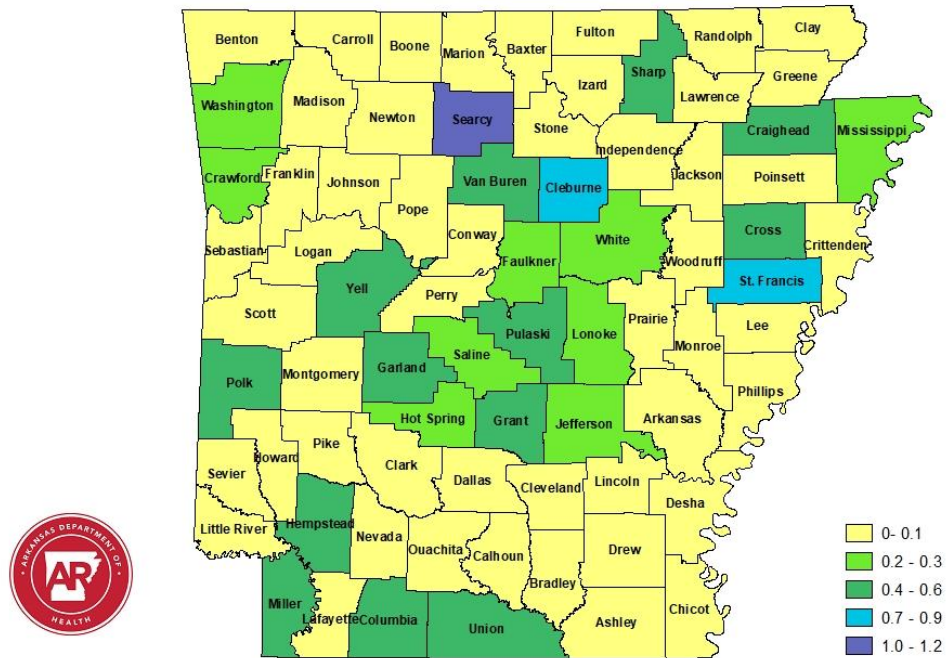 Benton
Carroll
Boone
Marion
Baxter
Fulton
Sharp
Randolph
Clay
Greene
Izard
Lawrence
Washington
Madison
Newton
Searcy
Stone
Independence
Craighead
Mississippi
Crawford
Franklin
Johnson
Pope
Van Buren
Cleburne
Jackson
Poinsett
Sebastian
Logan
Conway
Faulkner
White
Woodruff
Cross
Crittenden
Yell
Perry
St. Francis
Scott
Pulaski
Lonoke
Prairie
Lee
Monroe
Saline
Garland
Polk
Montgomery
Phillips
Hot Spring
Grant
Jefferson
Arkansas
Howard
Pike
Clark
Sevier
Dallas
Cleveland
Lincoln
Desha
Little River
Hempstead
Nevada
Ouachita
Calhoun
Bradley
Drew
Miller
Lafayette
Columbia
Union
Ashley
Chicot
ARKANSAS DEPARTMENT OF
AR
HEALTH
0- 0.1
0.2 - 0.3
0.4 - 0.6
0.7 - 0.9
1.0 - 1.2